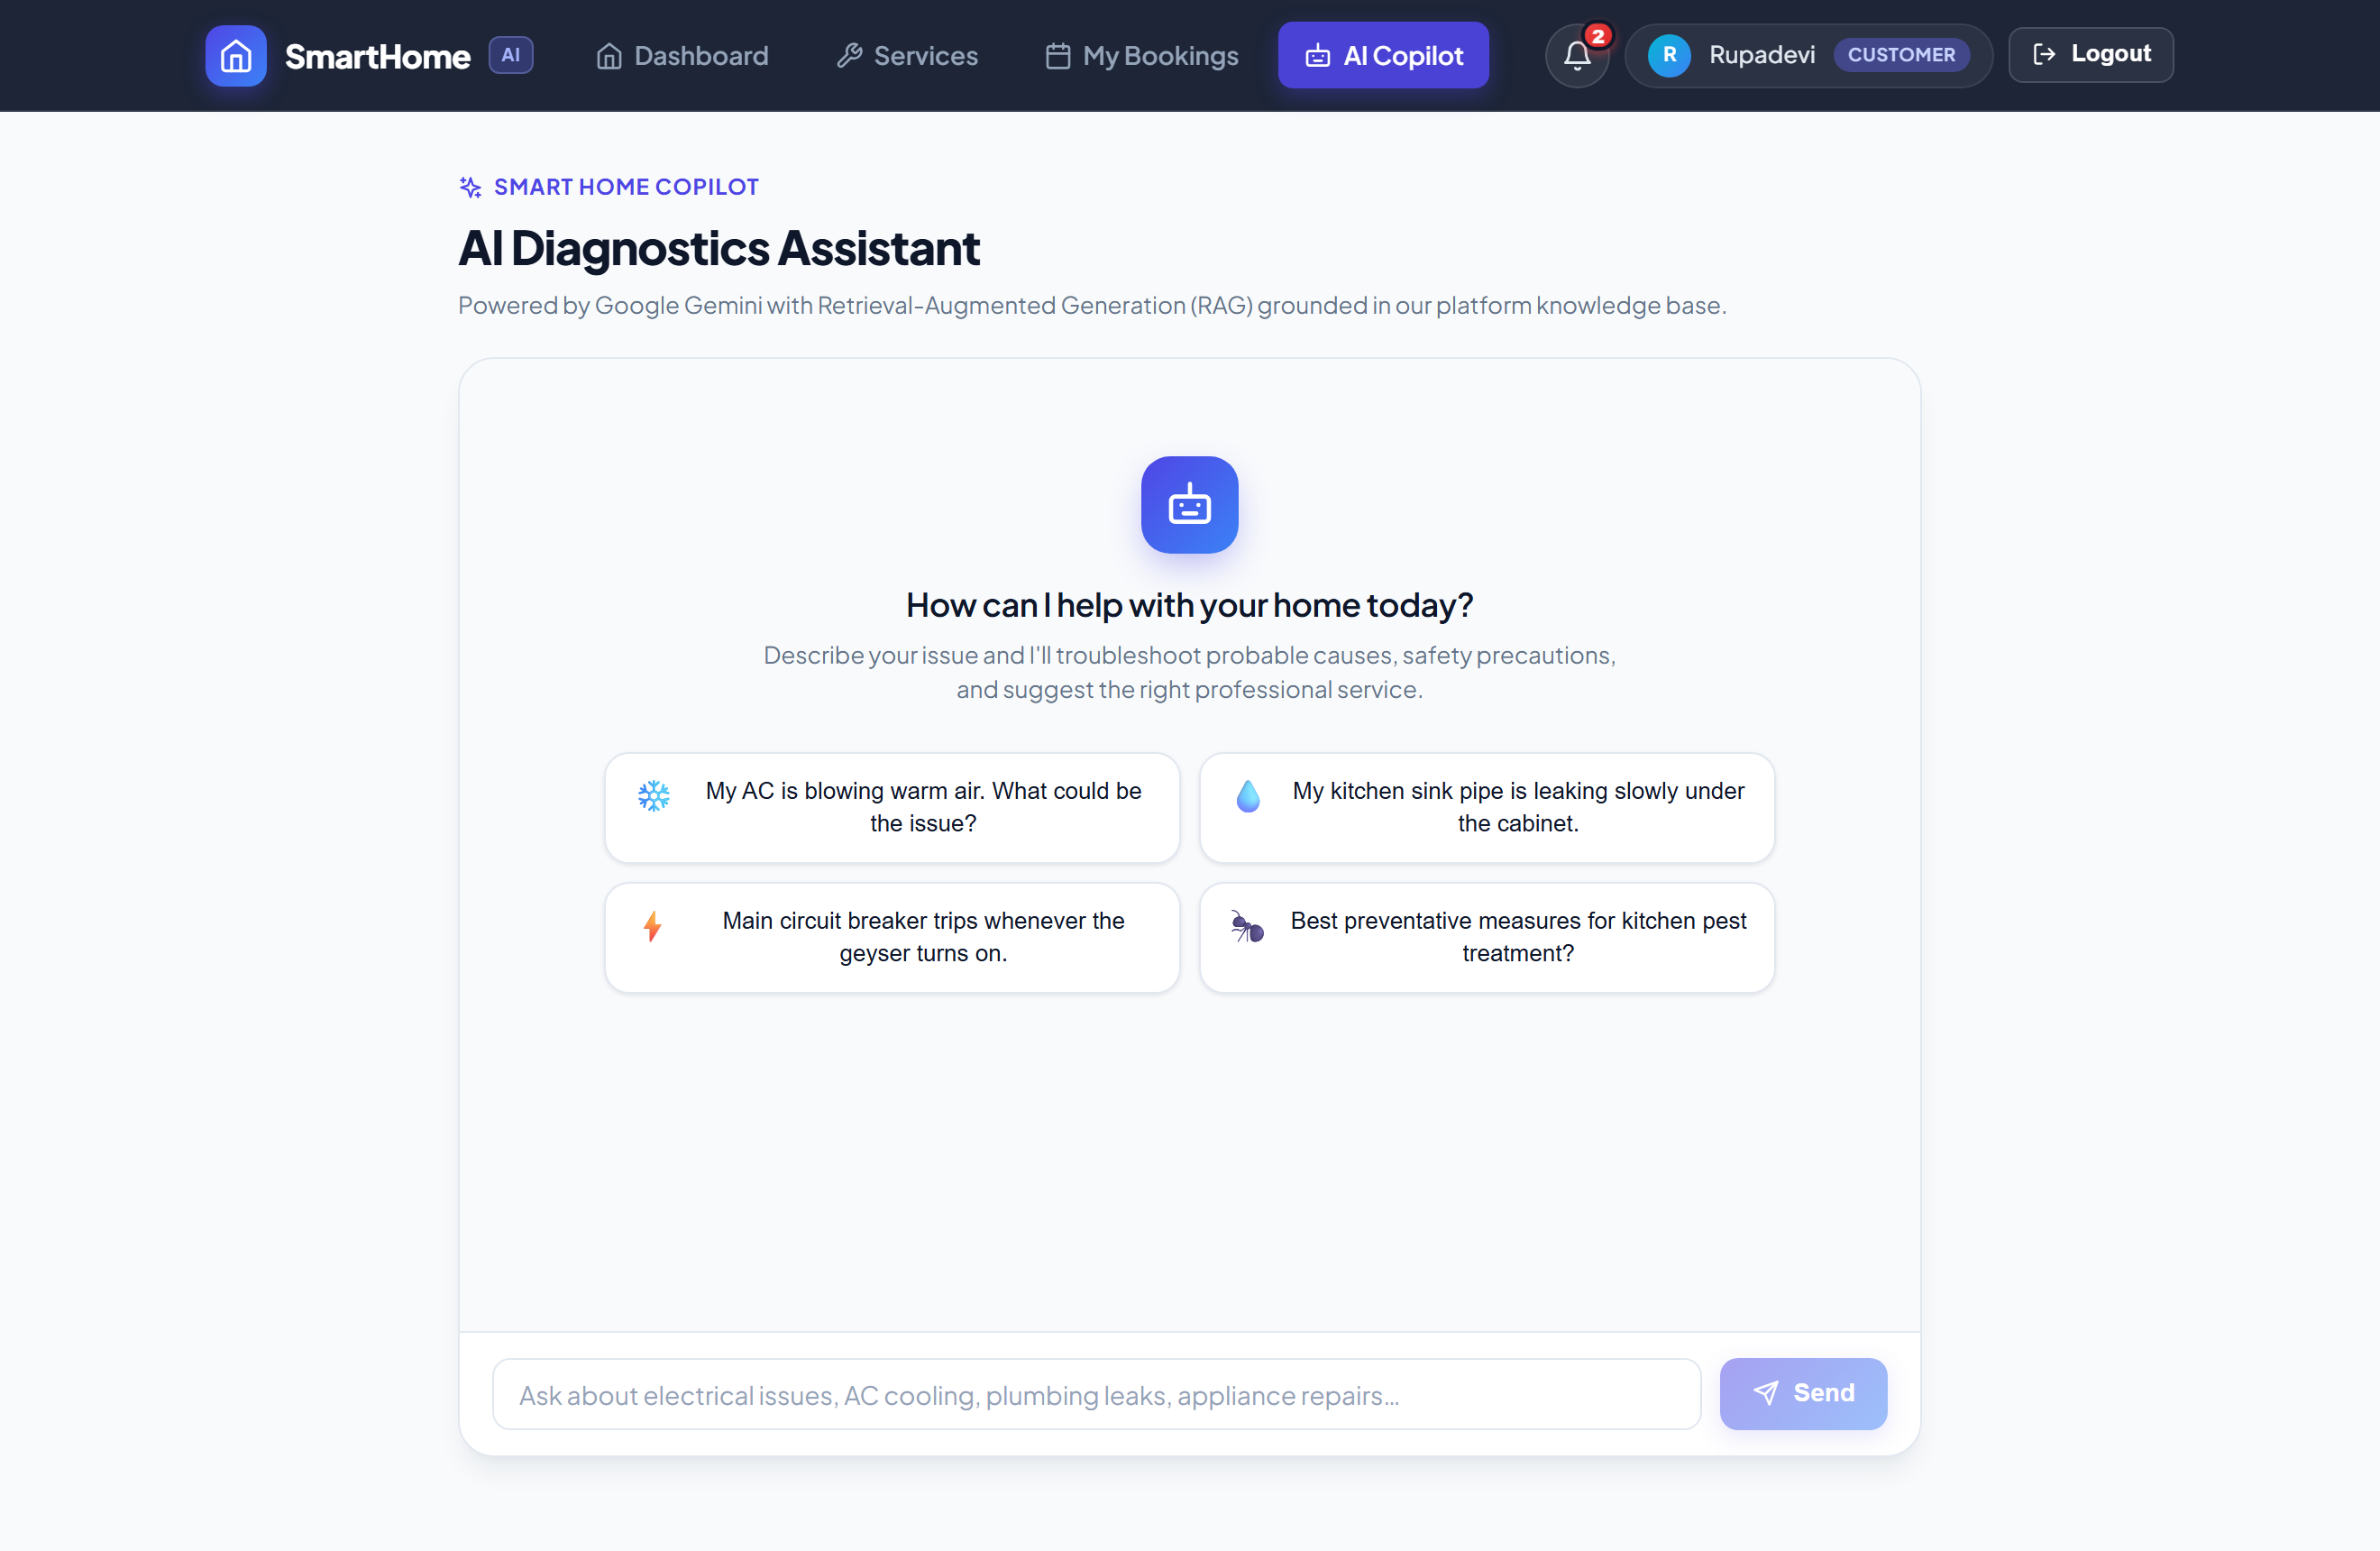 SmartHome AI Dashboard Services My Bookings AI Copilot 2 R Rupadevi CUSTOMER Logout
SMART HOME COPILOT
AI Diagnostics Assistant
Powered by Google Gemini with Retrieval-Augmented Generation (RAG) grounded in our platform knowledge base.
How can I help with your home today?
Describe your issue and I'll troubleshoot probable causes, safety precautions,
and suggest the right professional service.
My AC is blowing warm air. What could be
the issue?
My kitchen sink pipe is leaking slowly under
the cabinet.
Main circuit breaker trips whenever the
geyser turns on.
Best preventative measures for kitchen pest
treatment?
Ask about electrical issues, AC cooling, plumbing leaks, appliance repairs...
Send